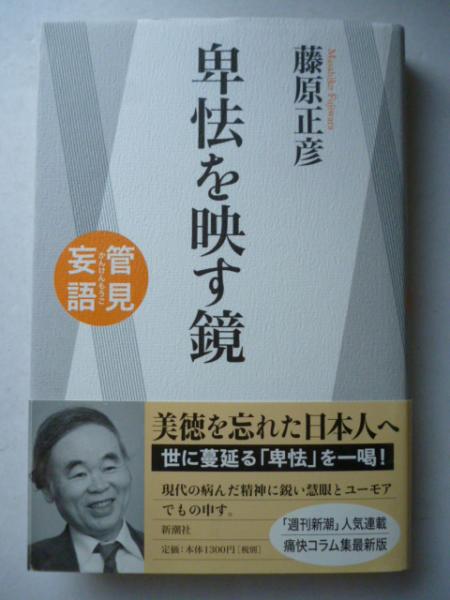 藤原正彦
Masahiko Fujiwara
卑怯を映す鏡
管見
かんけんもうご
妄語
美徳を忘れた日本人へ
世に蔓延る「卑怯」を一喝!
現代の病んだ精神に鋭い慧眼とユーモア
でもの申す。
新潮社
定価:本体1300円[税別]
「週刊新潮」人気連載
痛快コラム集最新版